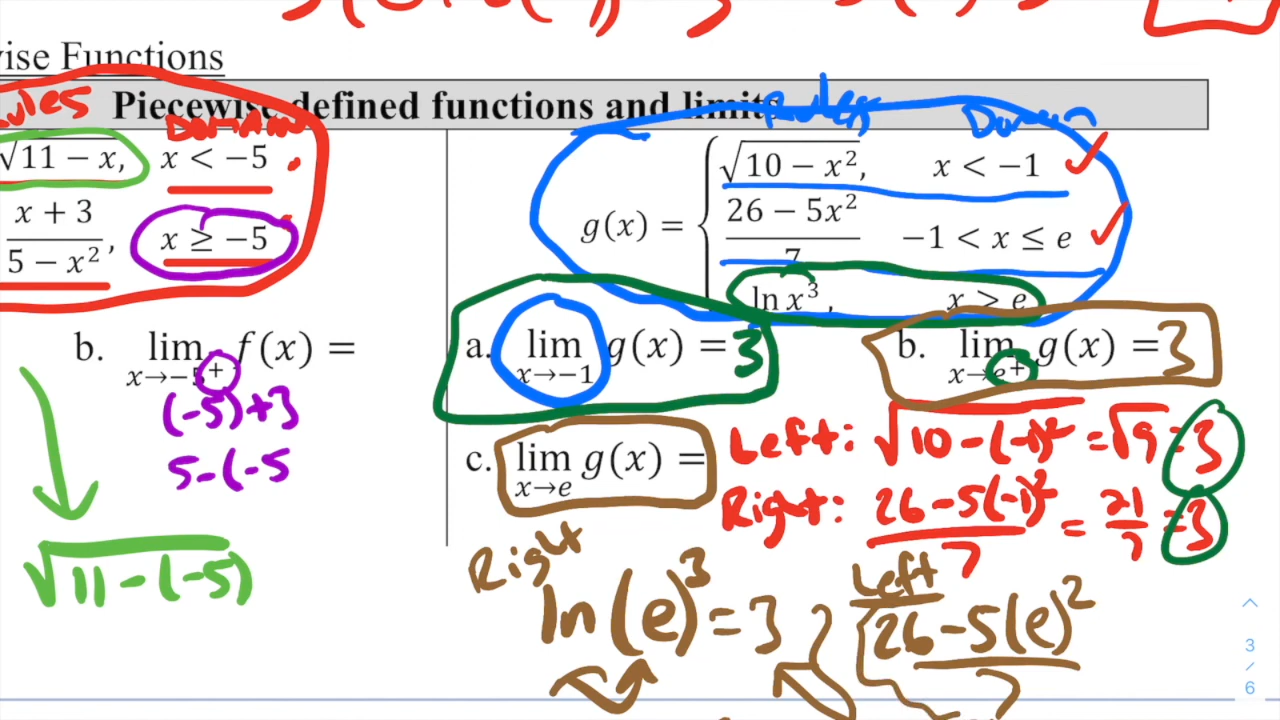 wise Functions
Piecewise-defined functions and limits
Rules Domain
√11 − x, x < −5
x + 3
5 − x² , x ≥ −5
b. lim f(x) =
x→−5⁺
(-5)+3
5-(-5
√11-(-5)
Rules Domain
g(x) =
√10 − x², x < −1
26 − 5x²
7
−1 < x ≤ e
ln x³ , x > e
a. lim g(x) = 3
x→−1
b. lim g(x) = 3
x→e⁺
c. lim g(x) =
x→e
Left: √10-(-1)² = √9 = 3
Right: 26-5(-1)²
7
= 21
7
= 3
Right
ln(e)³ = 3
Left
26-5(e)²
7
3
/
6